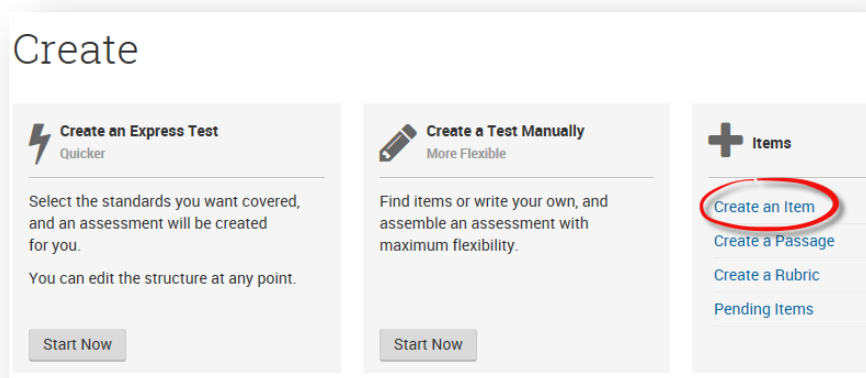 Create
Create an Express Test
Quicker
Select the standards you want covered,
and an assessment will be created
for you.
You can edit the structure at any point.
Start Now
Create a Test Manually
More Flexible
Find items or write your own, and
assemble an assessment with
maximum flexibility.
Start Now
Items
Create an Item
Create a Passage
Create a Rubric
Pending Items